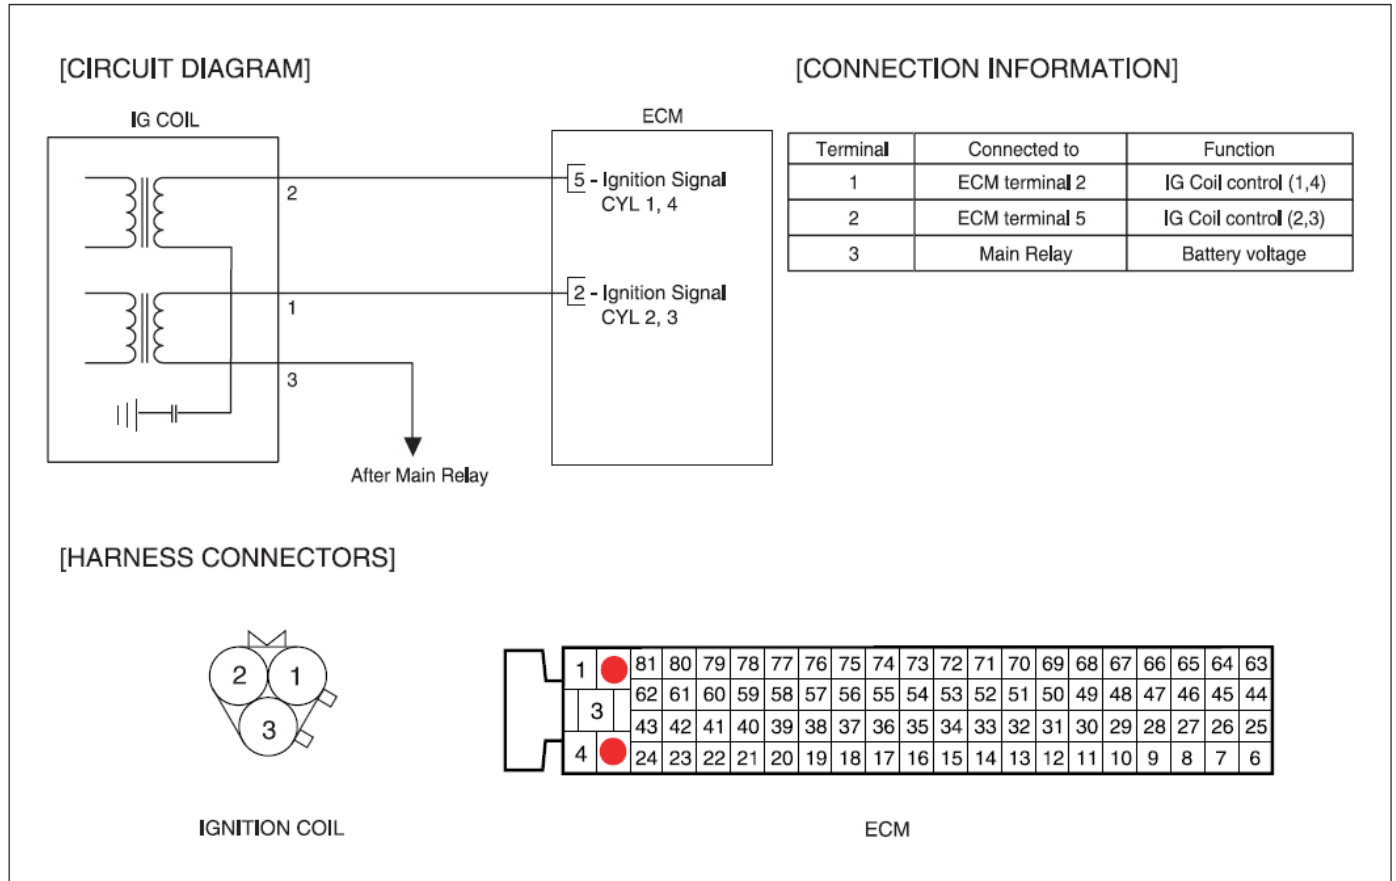 [CIRCUIT DIAGRAM]
[CONNECTION INFORMATION]
IG COIL
ECM
2
5 - Ignition Signal
CYL 1, 4
1
2 - Ignition Signal
CYL 2, 3
3
After Main Relay
Terminal Connected to Function
1 ECM terminal 2 IG Coil control (1,4)
2 ECM terminal 5 IG Coil control (2,3)
3 Main Relay Battery voltage
[HARNESS CONNECTORS]
2 1
3
IGNITION COIL
1 81 80 79 78 77 76 75 74 73 72 71 70 69 68 67 66 65 64 63
62 61 60 59 58 57 56 55 54 53 52 51 50 49 48 47 46 45 44
3
43 42 41 40 39 38 37 36 35 34 33 32 31 30 29 28 27 26 25
4 24 23 22 21 20 19 18 17 16 15 14 13 12 11 10 9 8 7 6
ECM